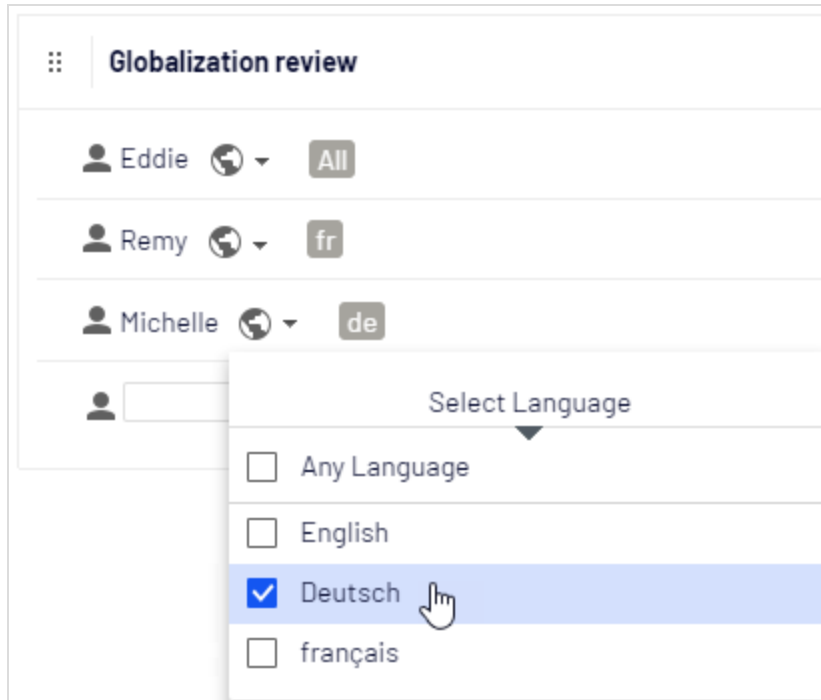 Globalization review
Eddie All
Remy fr
Michelle de
Select Language
Any Language
English
Deutsch
français